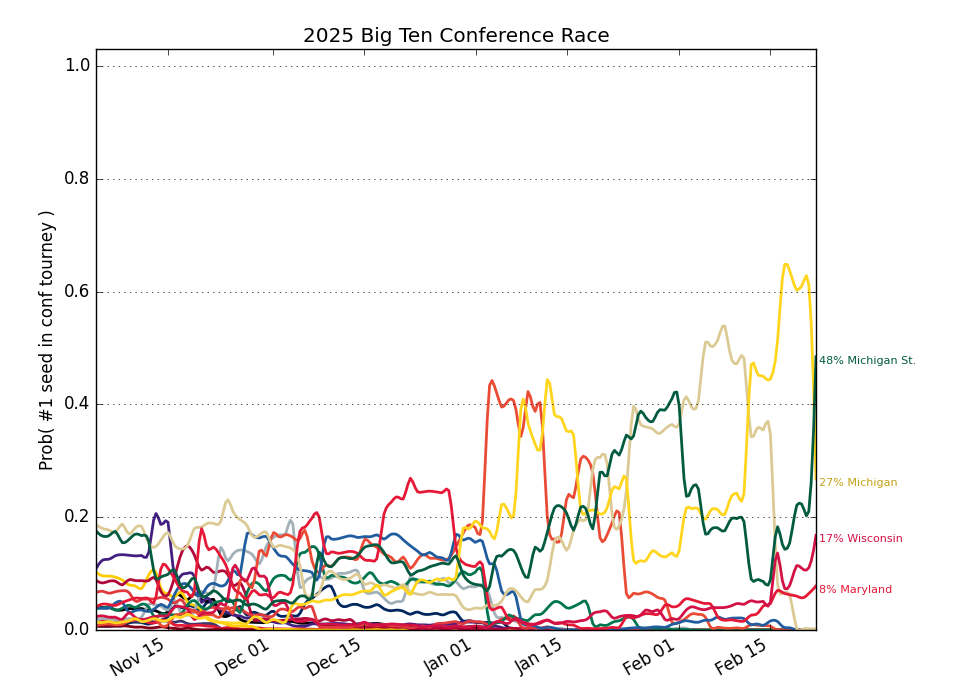 2025 Big Ten Conference Race
Prob( #1 seed in conf tourney )
1.0
0.8
0.6
0.4
0.2
0.0
Nov 15
Dec 01
Dec 15
Jan 01
Jan 15
Feb 01
Feb 15
48% Michigan St.
27% Michigan
17% Wisconsin
8% Maryland